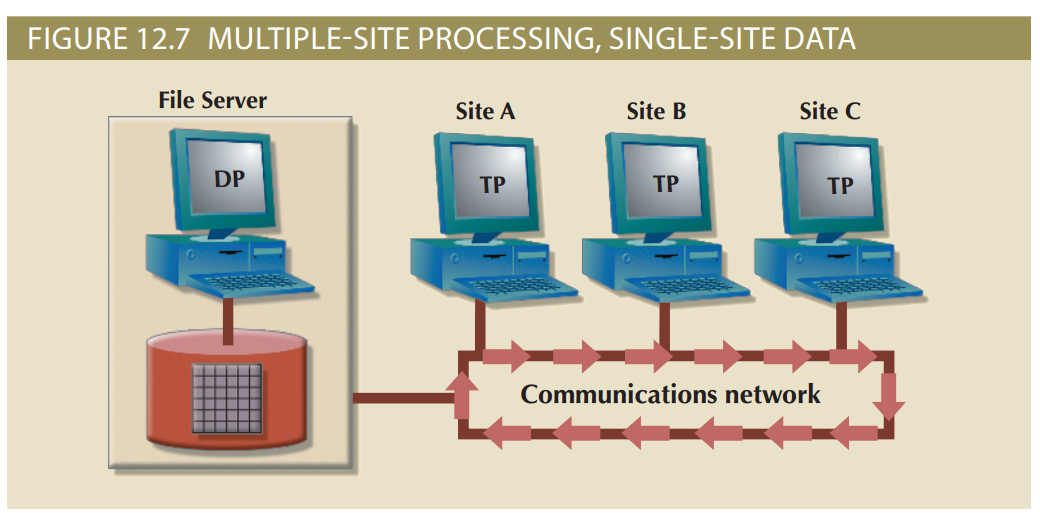 FIGURE 12.7 MULTIPLE-SITE PROCESSING, SINGLE-SITE DATA
File Server
Site A
Site B
Site C
DP
TP
TP
TP
Communications network